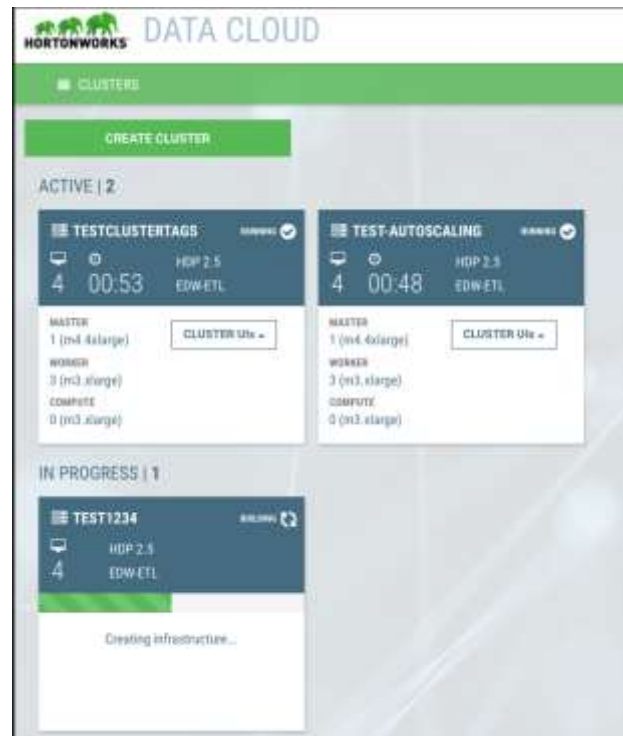 HORTONWORKS DATA CLOUD
CLUSTERS
CREATE CLUSTER
ACTIVE | 2
TESTCLUSTERTAGS RUNNING
4 00:53 HDP 2.5
EDW-ETL
MASTER
1 (m4.4xlarge) CLUSTER UIs
WORKER
3 (m3.xlarge)
COMPUTE
0 (m3.xlarge)
TEST-AUTOSCALING RUNNING
4 00:48 HDP 2.5
EDW-ETL
MASTER
1 (m4.4xlarge) CLUSTER UIs
WORKER
3 (m3.xlarge)
COMPUTE
0 (m3.xlarge)
IN PROGRESS | 1
TEST1234 BUILDING
4 HDP 2.5
EDW-ETL
Creating infrastructure...